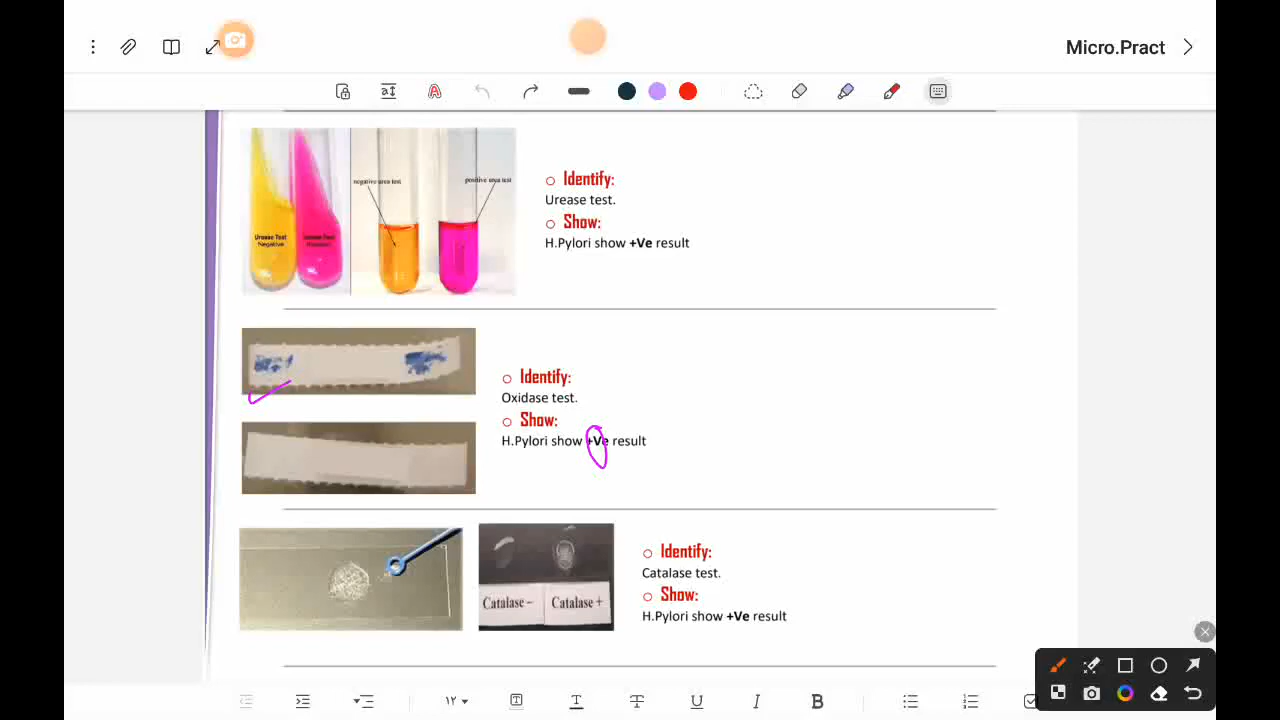 Micro.Pract
negative urea test
positive urea test
Urease Test
Negative
Urease Test
Identify:
Urease test.
Show:
H.Pylori show +Ve result
Identify:
Oxidase test.
Show:
H.Pylori show +Ve result
Identify:
Catalase test.
Show:
H.Pylori show +Ve result
Catalase -
Catalase +
١٢